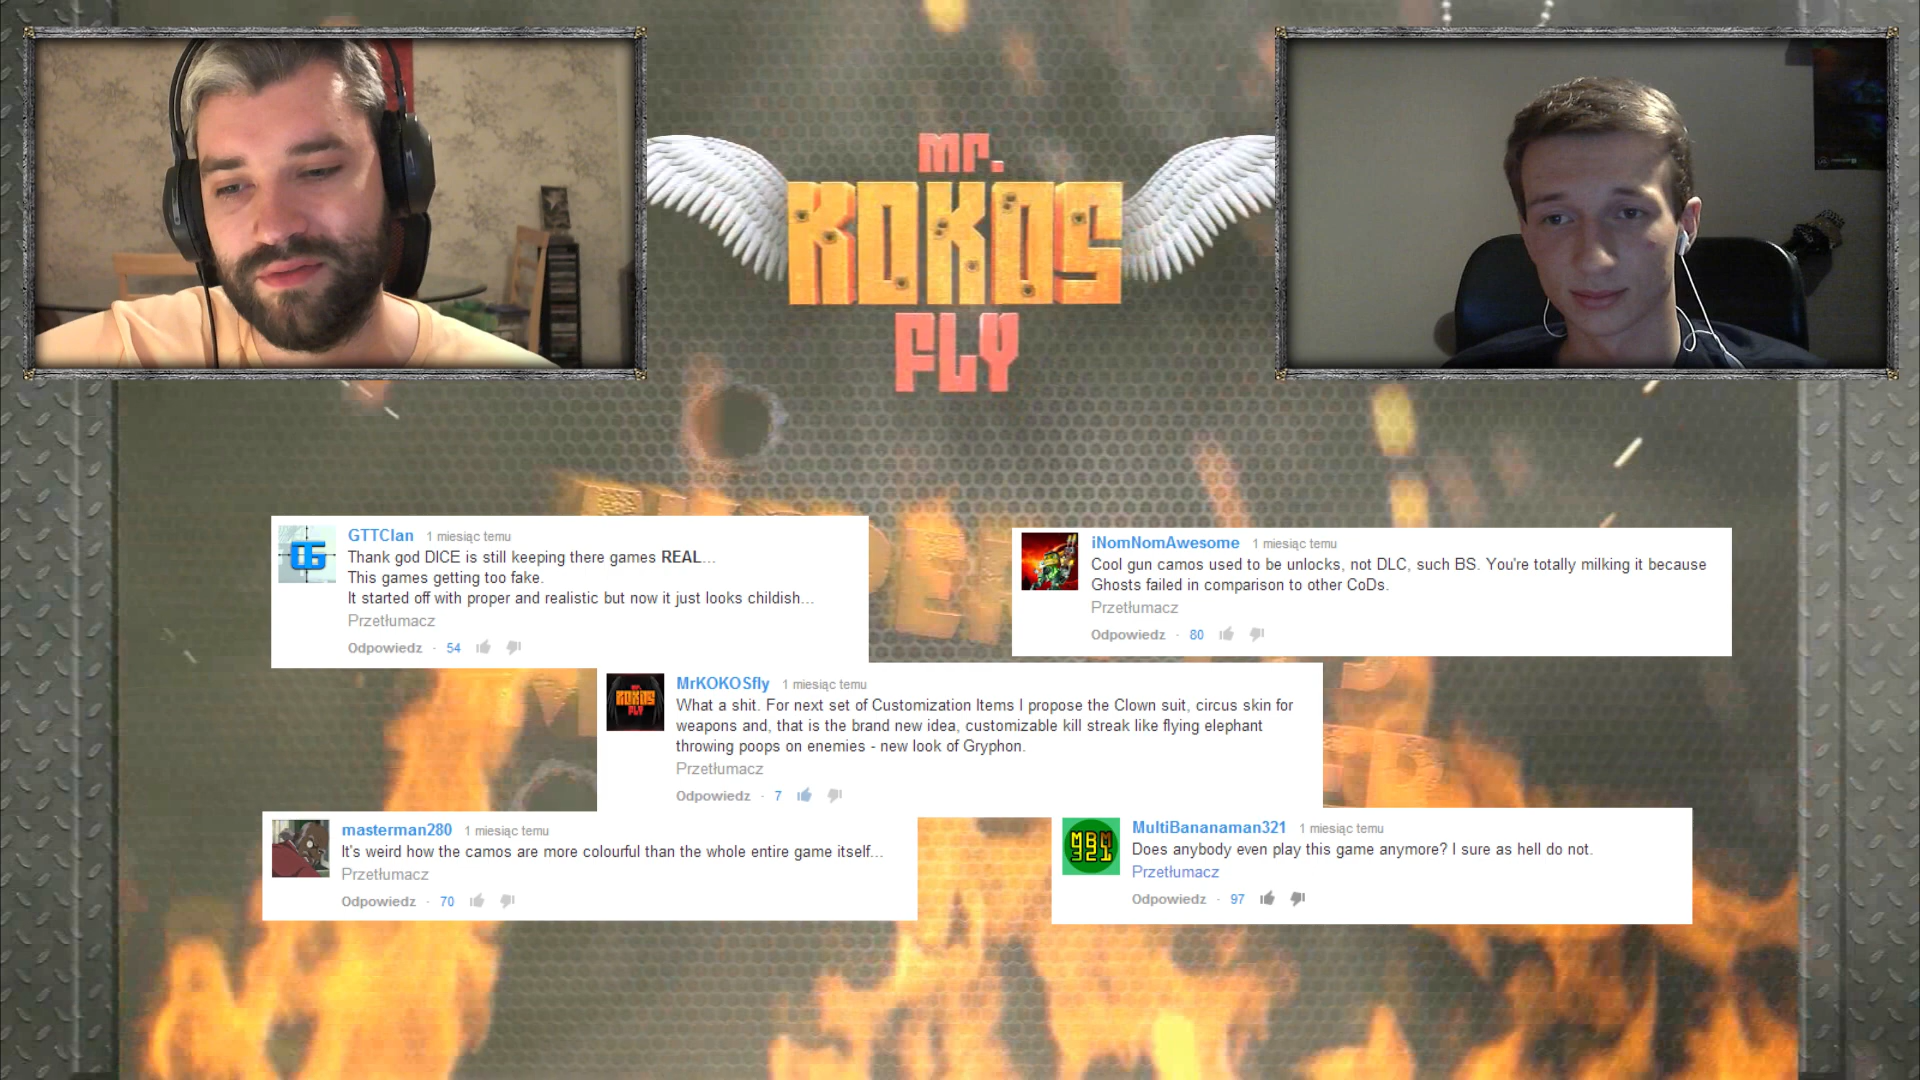 mr.
KOKOS
FLY
GTTClan 1 miesiąc temu
Thank god DICE is still keeping there games REAL...
This games getting too fake.
It started off with proper and realistic but now it just looks childish...
Przetłumacz
Odpowiedz · 54
iNomNomAwesome 1 miesiąc temu
Cool gun camos used to be unlocks, not DLC, such BS. You're totally milking it because
Ghosts failed in comparison to other CoDs.
Przetłumacz
Odpowiedz · 80
MrKOKOSfly 1 miesiąc temu
What a shit. For next set of Customization Items I propose the Clown suit, circus skin for
weapons and, that is the brand new idea, customizable kill streak like flying elephant
throwing poops on enemies - new look of Gryphon.
Przetłumacz
Odpowiedz · 7
masterman280 1 miesiąc temu
It's weird how the camos are more colourful than the whole entire game itself...
Przetłumacz
Odpowiedz · 70
MultiBananaman321 1 miesiąc temu
Does anybody even play this game anymore? I sure as hell do not.
Przetłumacz
Odpowiedz · 97